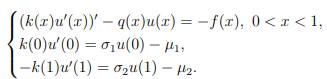 (k(x)u′(x))′ − q(x)u(x) = −f(x), 0 < x < 1,
k(0)u′(0) = σ₁u(0) − μ₁,
−k(1)u′(1) = σ₂u(1) − μ₂.